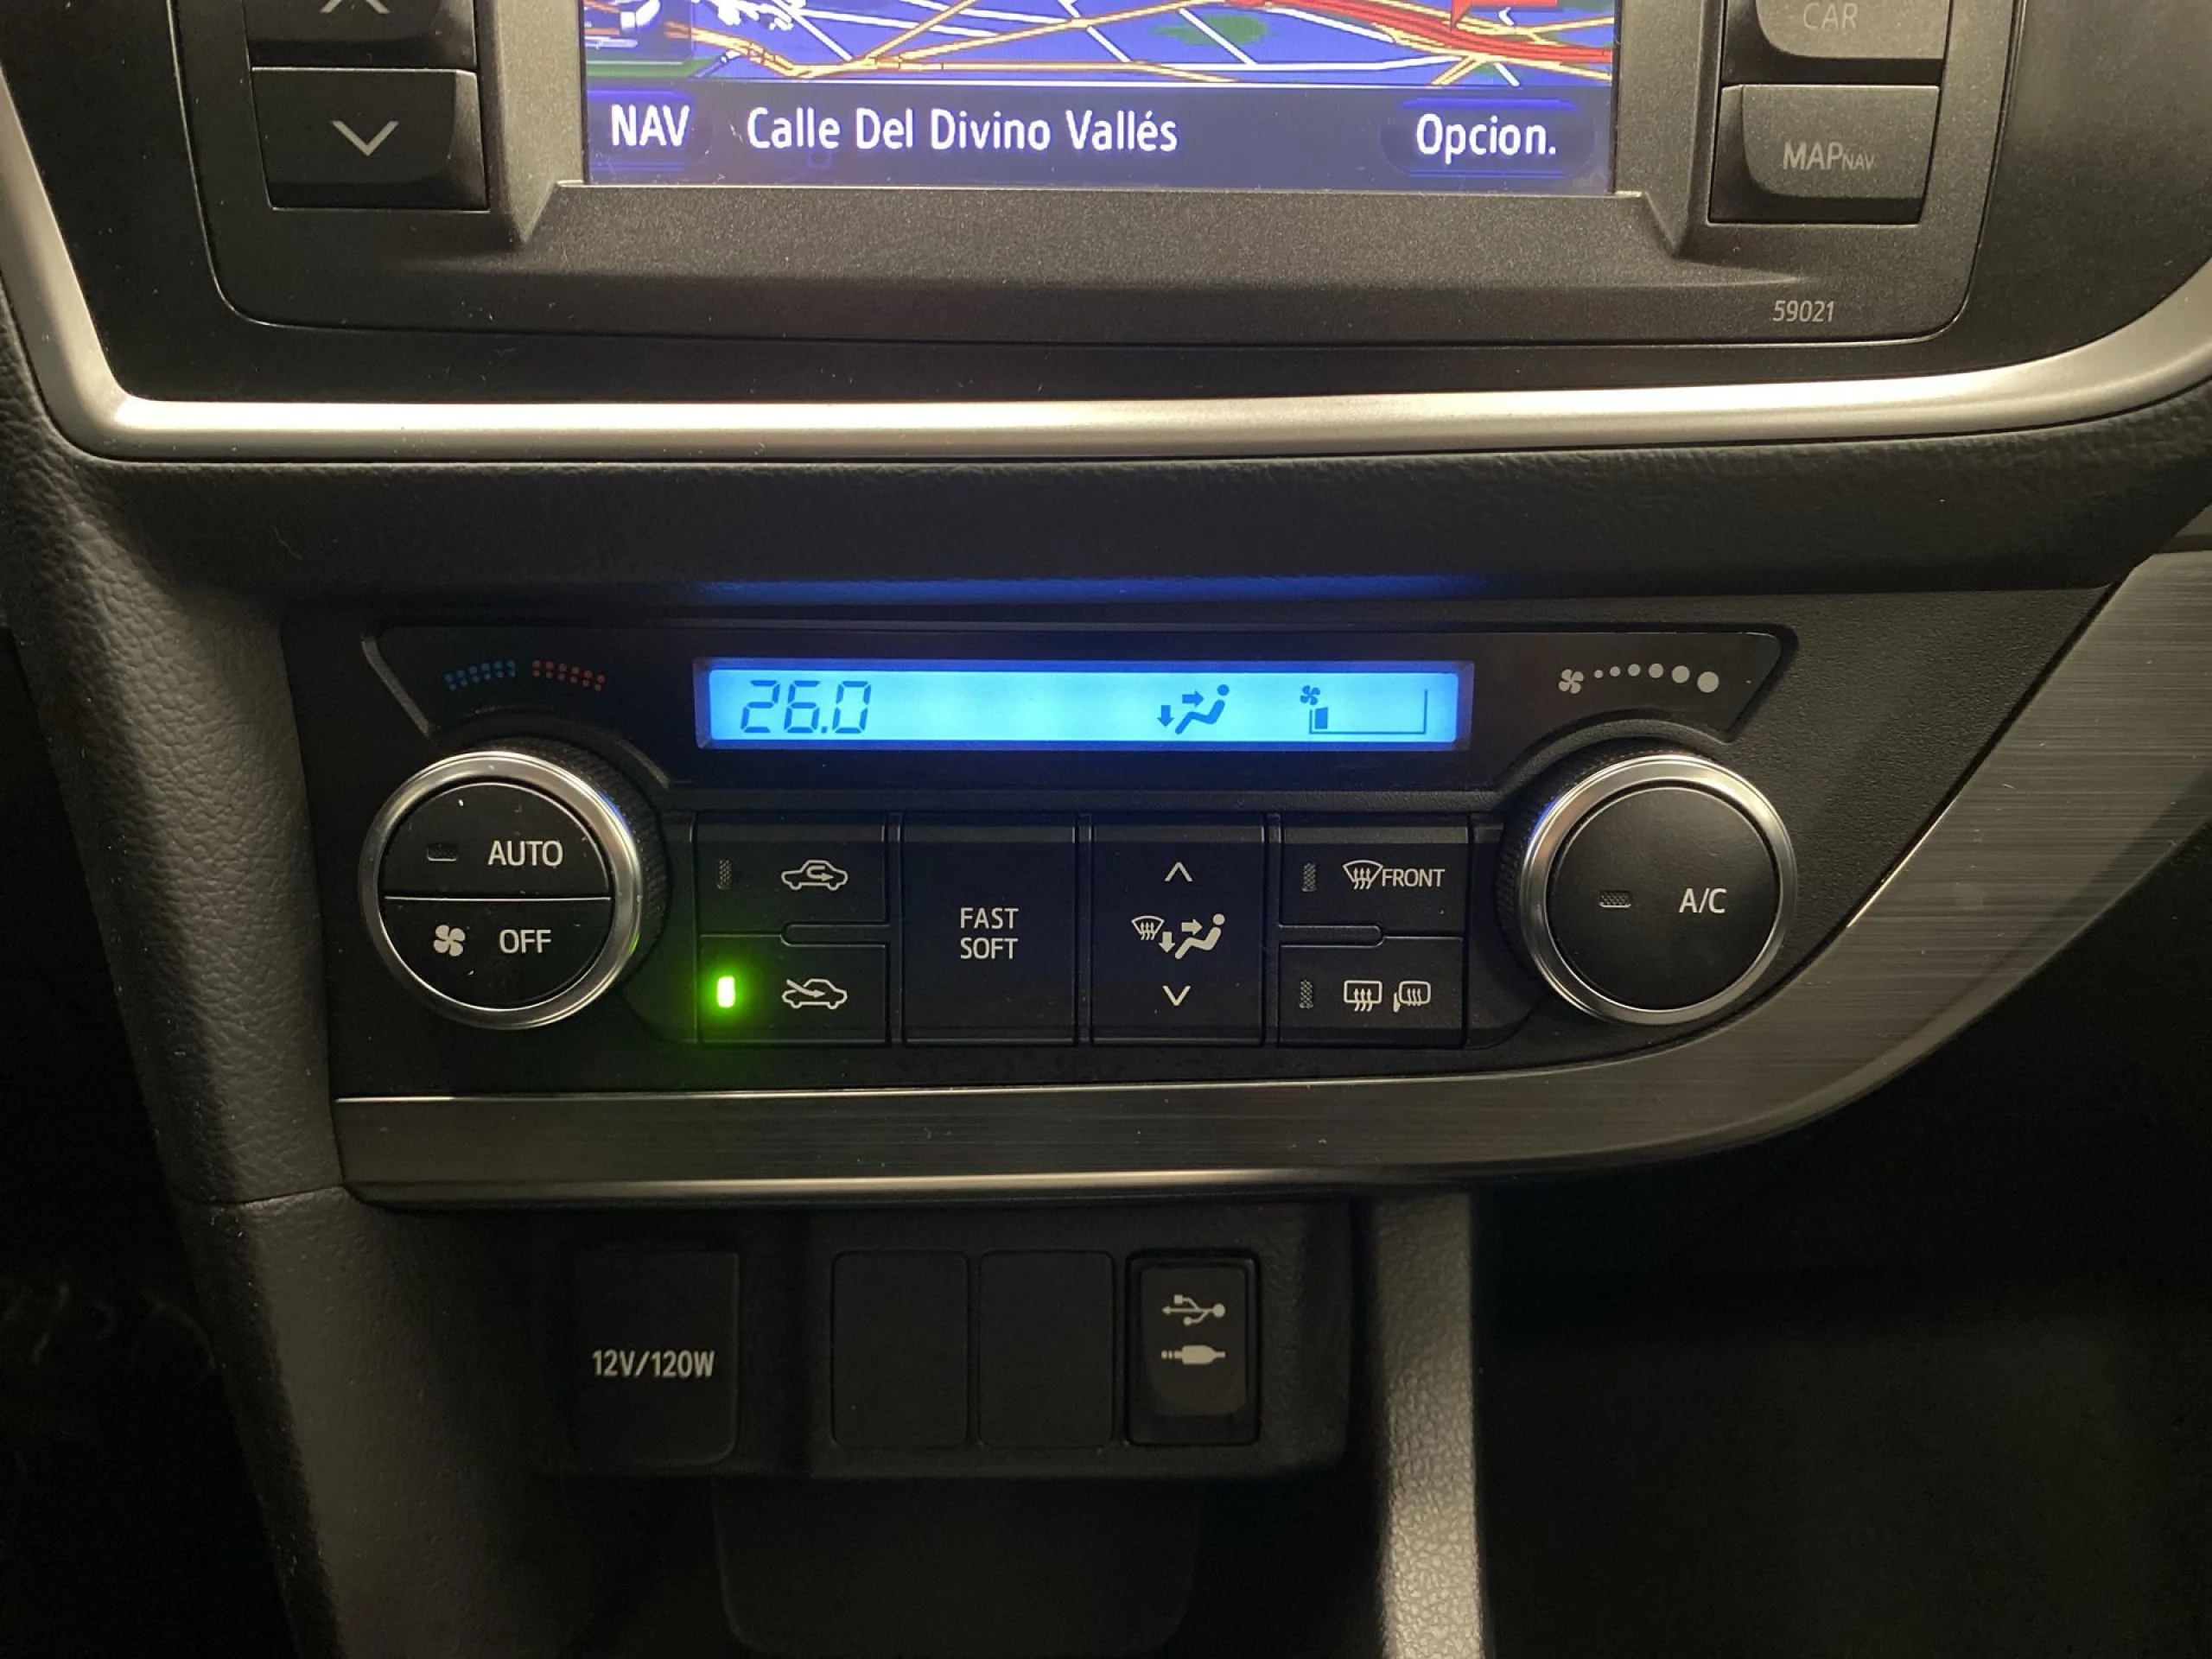 CAR
NAV Calle Del Divino Vallés Opcion.
MAPNAV
59021
26.0
AUTO
OFF
FAST
SOFT
FRONT
A/C
12V/120W